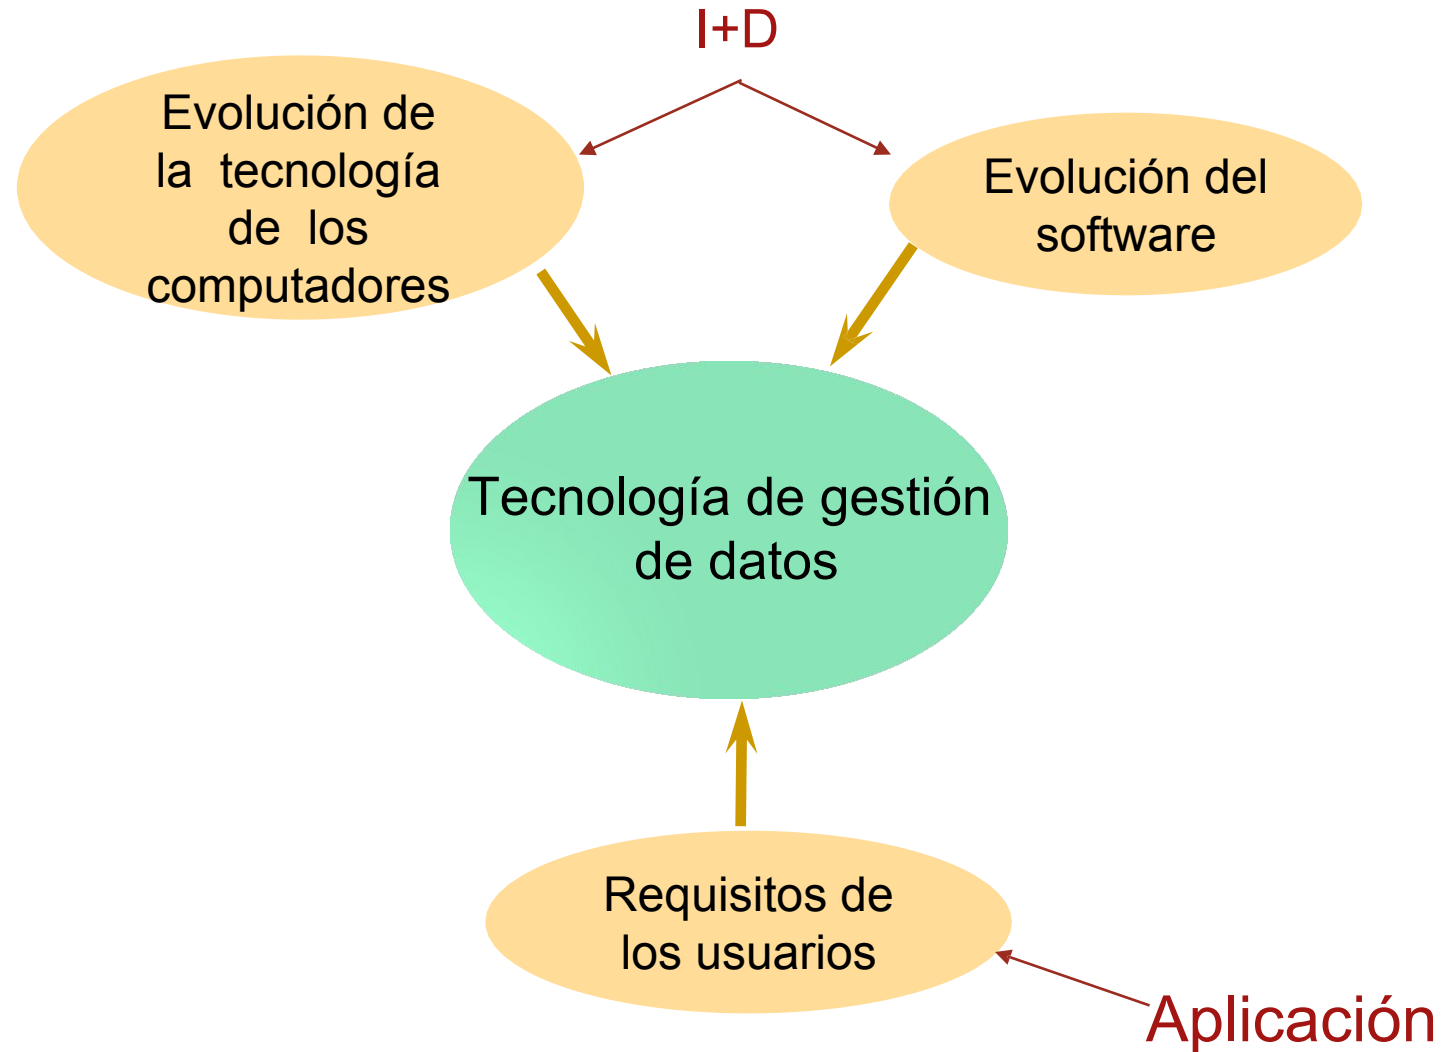 I+D
Evolución de
la tecnología
de los
computadores
Evolución del
software
Tecnología de gestión
de datos
Requisitos de
los usuarios
Aplicación